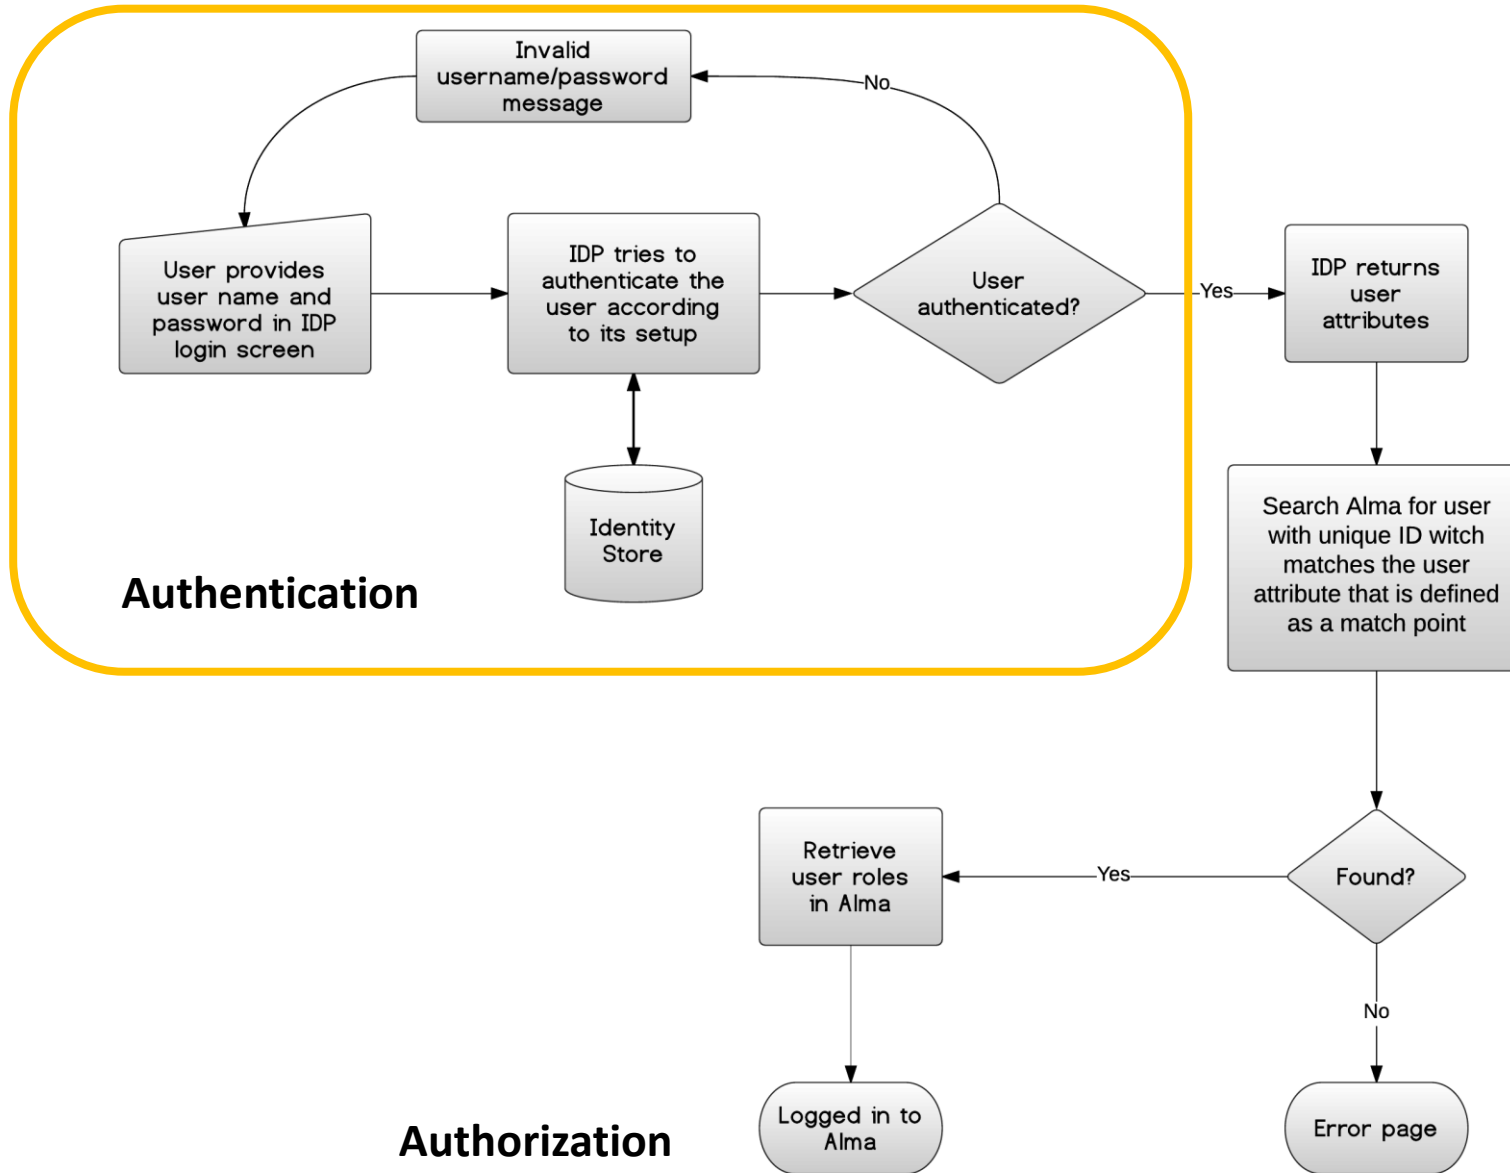 Invalid
username/password
message
No
User provides
user name and
password in IDP
login screen
IDP tries to
authenticate the
user according
to its setup
User
authenticated?
Yes
IDP returns
user
attributes
Identity
Store
Authentication
Search Alma for user
with unique ID witch
matches the user
attribute that is defined
as a match point
Retrieve
user roles
in Alma
Yes
Found?
No
Logged in to
Alma
Error page
Authorization